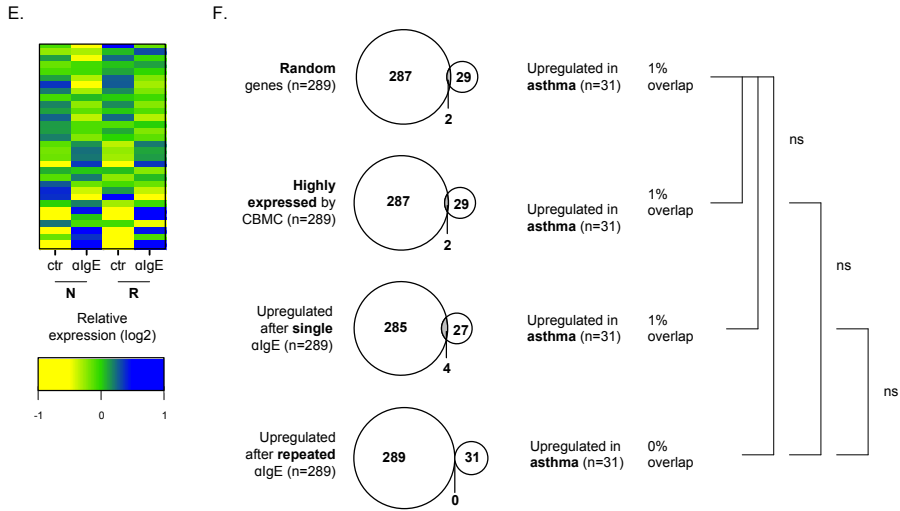 E.
ctr αIgE ctr αIgE
N R
Relative
expression (log2)
-1 0 1
F.
Random
genes (n=289)
287
29
2
Upregulated in
asthma (n=31)
1%
overlap
Highly
expressed by
CBMC (n=289)
287
29
2
Upregulated in
asthma (n=31)
1%
overlap
Upregulated
after single
αIgE (n=289)
285
27
4
Upregulated in
asthma (n=31)
1%
overlap
Upregulated
after repeated
αIgE (n=289)
289
31
0
Upregulated in
asthma (n=31)
0%
overlap
ns
ns
ns